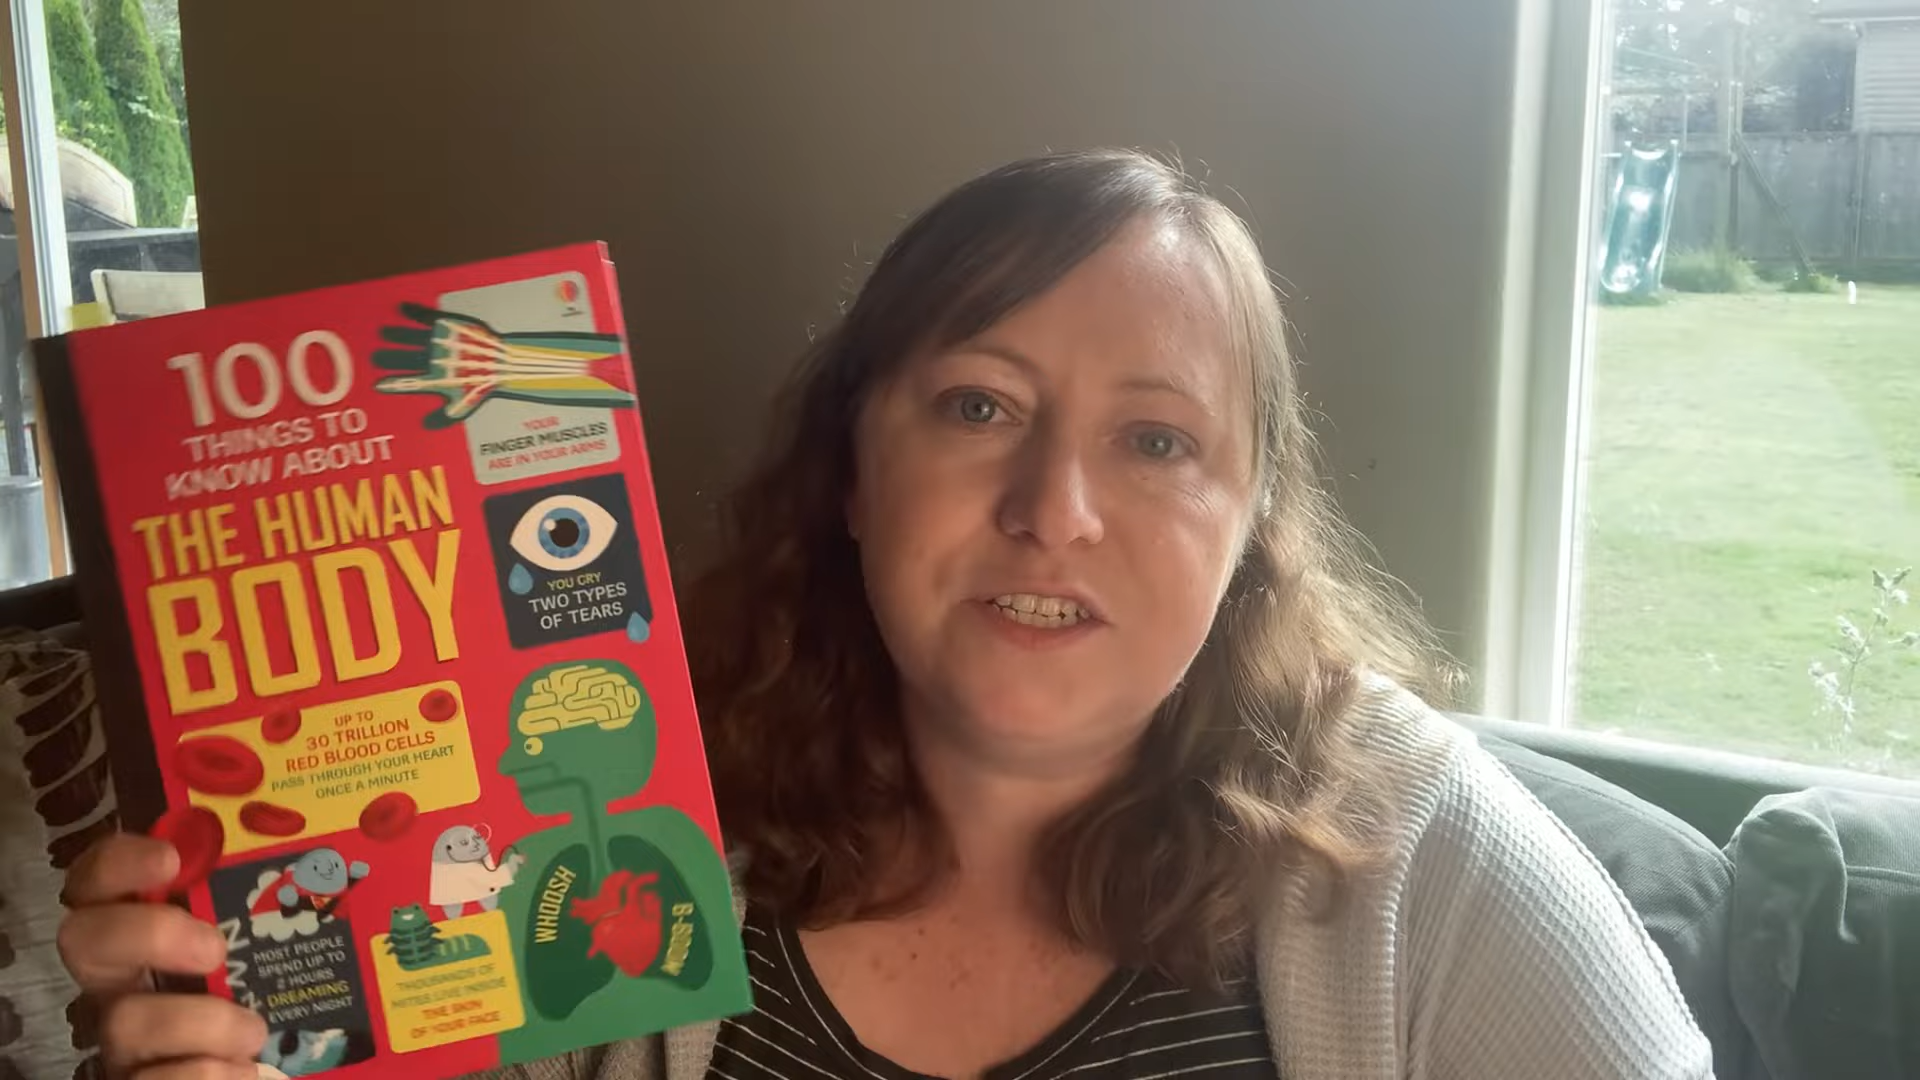 100
THINGS TO
KNOW ABOUT
THE HUMAN
BODY
YOUR
FINGER MUSCLES
ARE IN YOUR ARMS
YOU CRY
TWO TYPES
OF TEARS
UP TO
30 TRILLION
RED BLOOD CELLS
PASS THROUGH YOUR HEART
ONCE A MINUTE
WHOOSH
B-BOOM
MOST PEOPLE
SPEND UP TO
2 HOURS
DREAMING
EVERY NIGHT
THOUSANDS OF
MITES LIVE INSIDE
THE SKIN
OF YOUR FACE